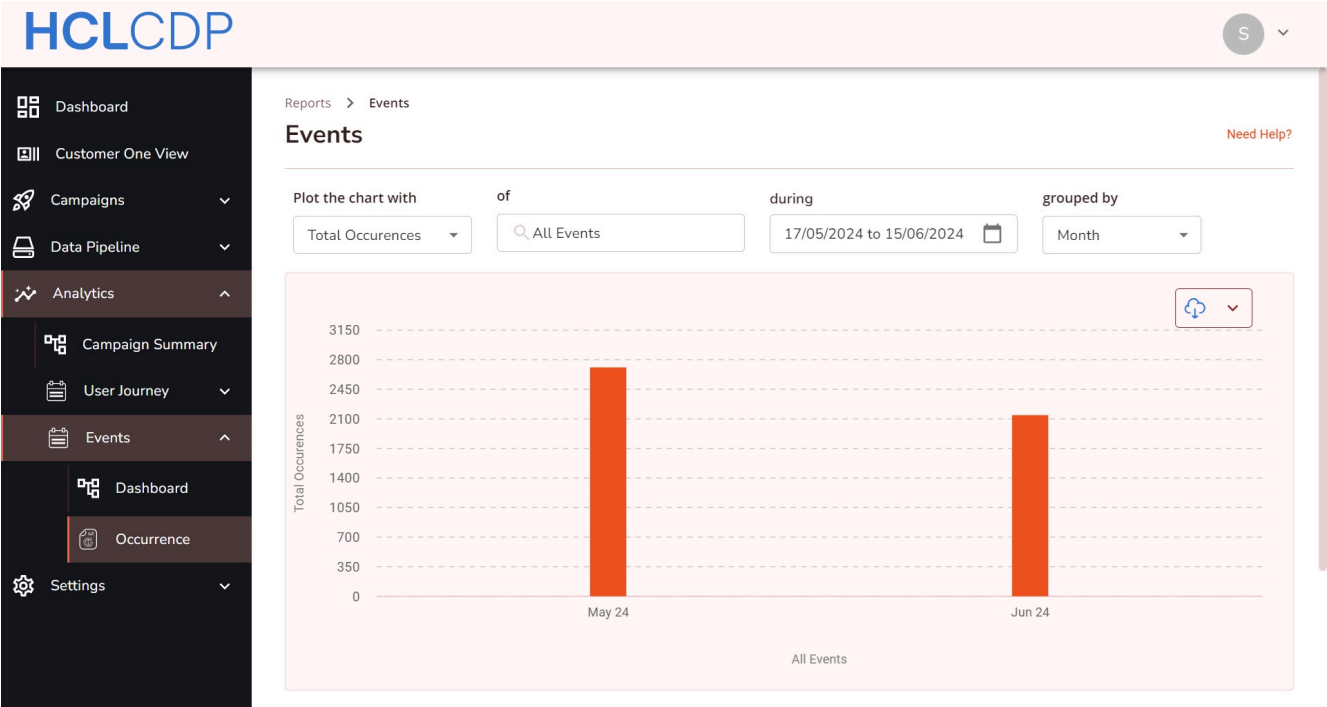 HCLCDP
S
Dashboard
Customer One View
Campaigns
Data Pipeline
Analytics
Campaign Summary
User Journey
Events
Dashboard
Occurrence
Settings
Reports > Events
Events
Need Help?
Plot the chart with
Total Occurences
of
All Events
during
17/05/2024 to 15/06/2024
grouped by
Month
Total Occurences
3150
2800
2450
2100
1750
1400
1050
700
350
0
May 24 Jun 24
All Events